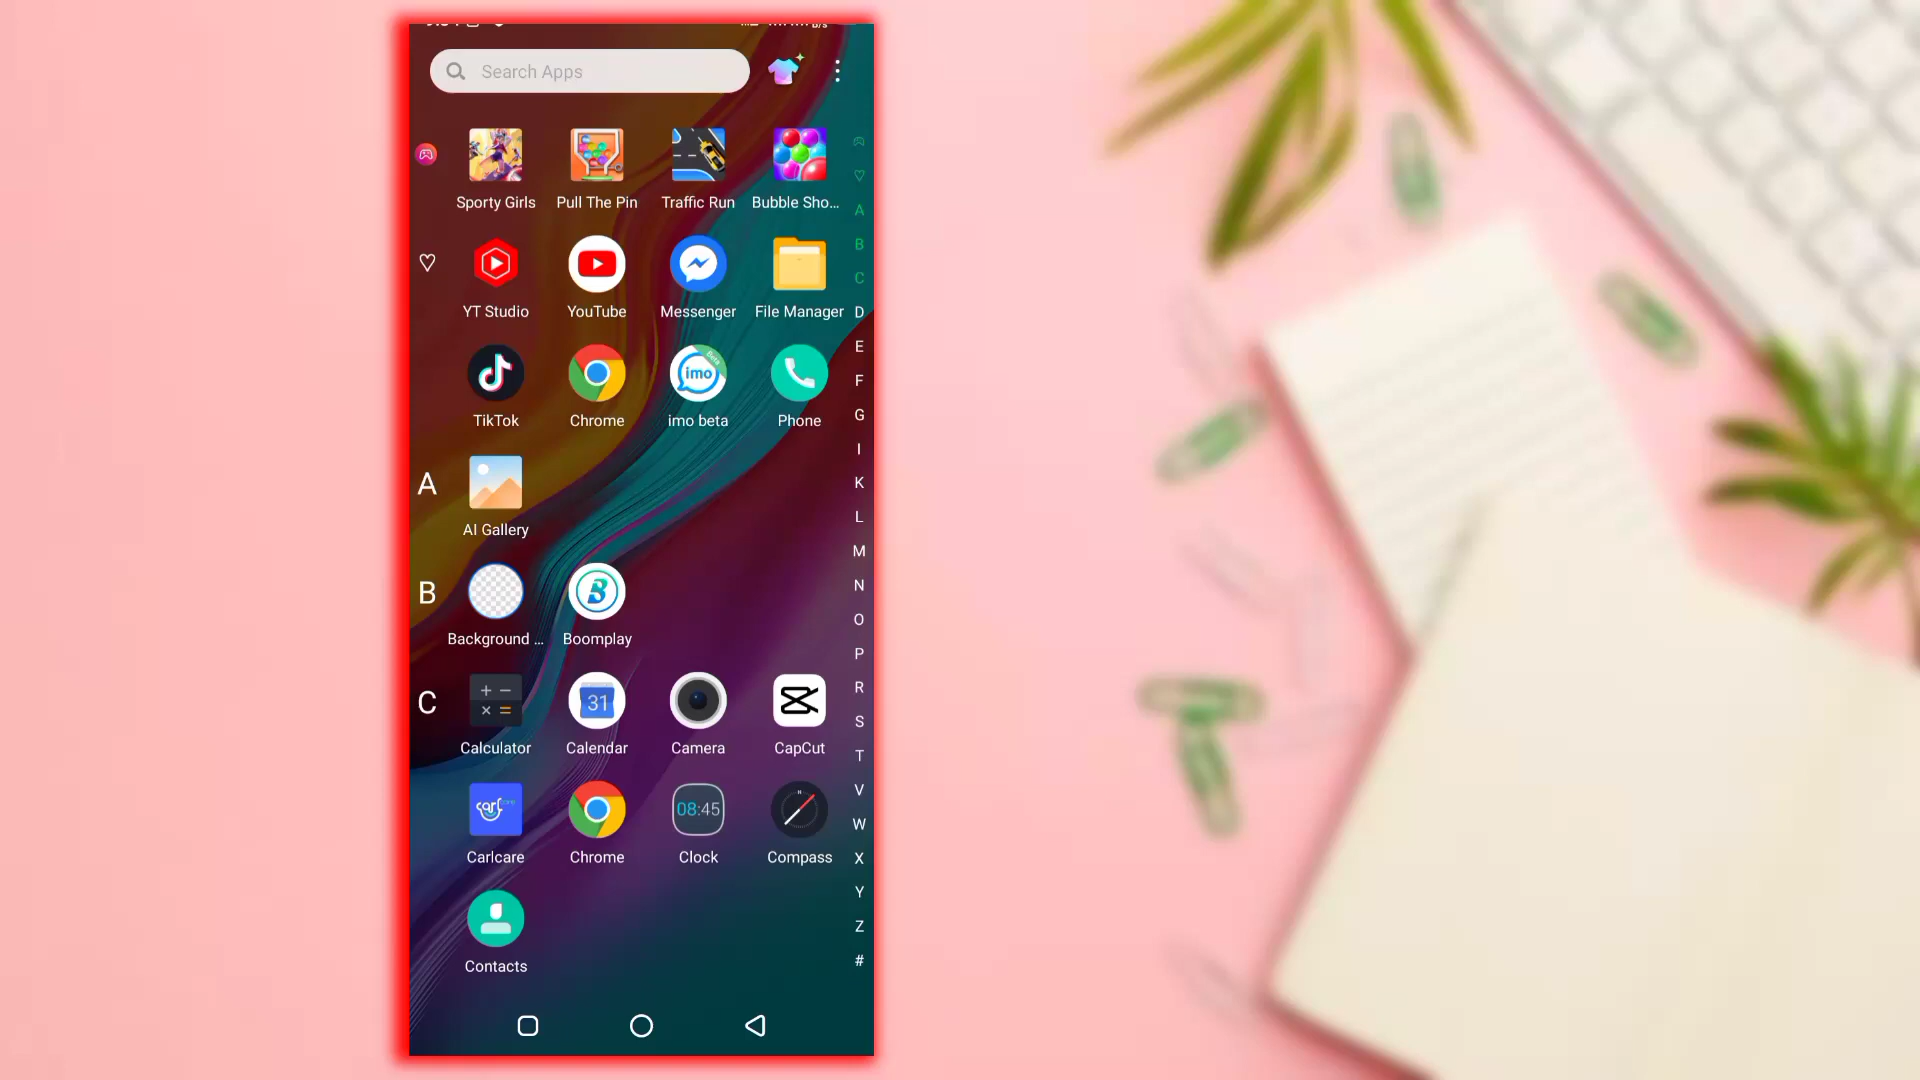 Search Apps
Sporty Girls
Pull The Pin
Traffic Run
Bubble Sho...
YT Studio
YouTube
Messenger
File Manager
TikTok
Chrome
imo
Beta
imo beta
Phone
A
AI Gallery
B
Background ...
Boomplay
C
Calculator
31
Calendar
Camera
CapCut
Carlcare
Chrome
08:45
Clock
Compass
Contacts
A
B
C
D
E
F
G
I
K
L
M
N
O
P
R
S
T
V
W
X
Y
Z
#